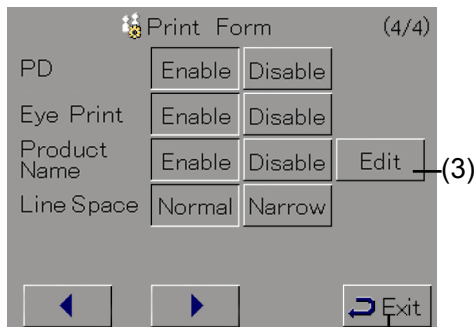 Print Form (4/4)
PD Enable Disable
Eye Print Enable Disable
Product
Name Enable Disable Edit (3)
Line Space Normal Narrow
Exit